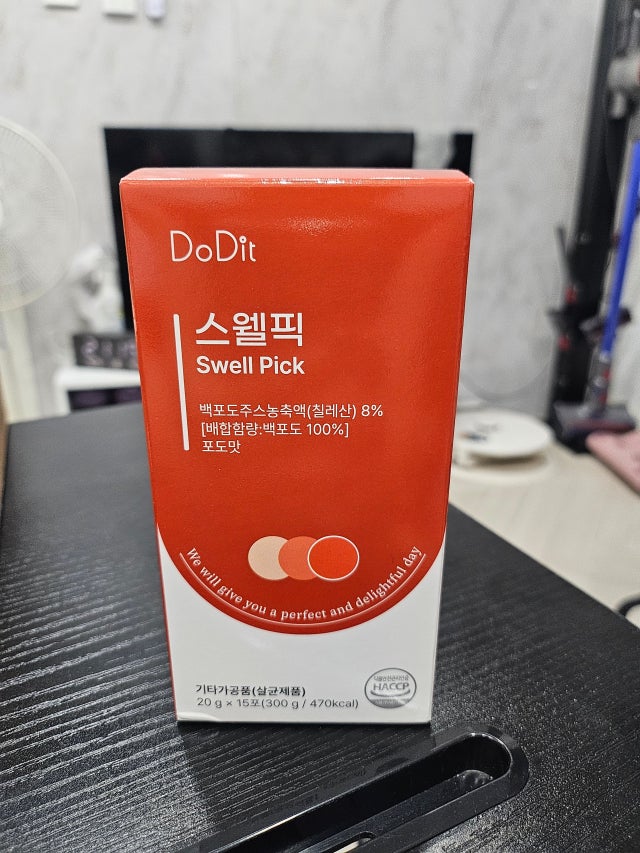 DoDit
스웰픽
Swell Pick
백포도주스농축액(칠레산) 8%
[배합함량:백포도 100%]
포도맛
We will give you a perfect and delightful day
기타가공품(살균제품)
20 g × 15포(300 g / 470kcal)
HACCP